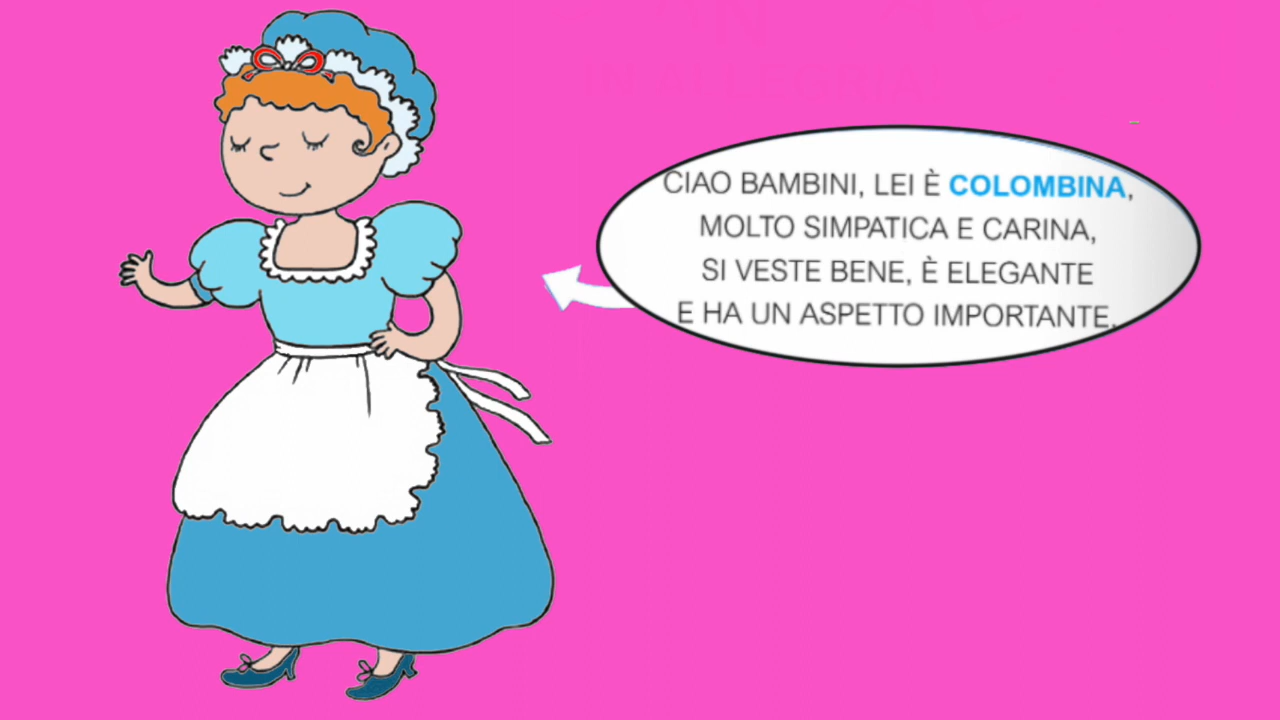 CIAO BAMBINI, LEI È COLOMBINA,
MOLTO SIMPATICA E CARINA,
SI VESTE BENE, È ELEGANTE
E HA UN ASPETTO IMPORTANTE.